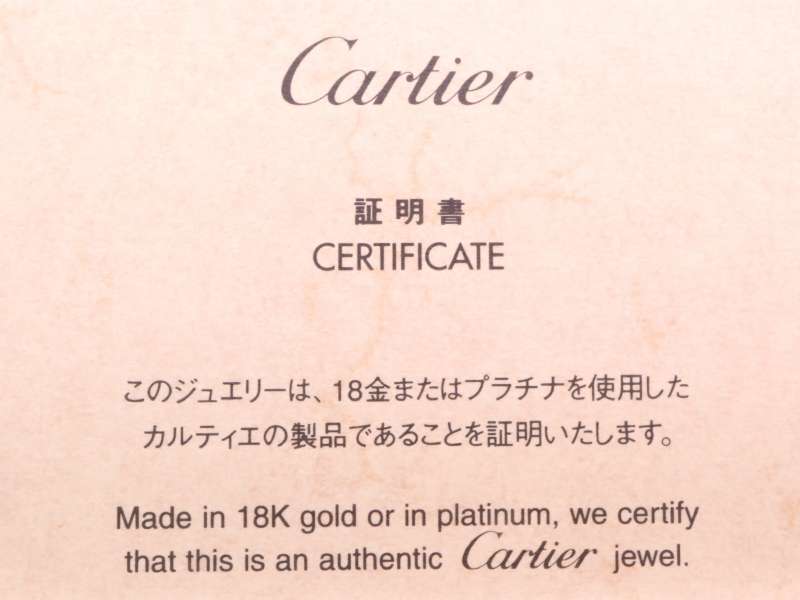 Cartier
証明書
CERTIFICATE
このジュエリーは、18金またはプラチナを使用した
カルティエの製品であることを証明いたします。
Made in 18K gold or in platinum, we certify
that this is an authentic Cartier jewel.